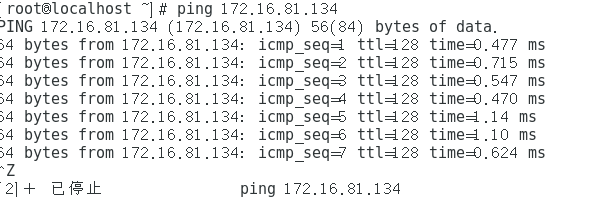 [root@localhost ~]# ping 172.16.81.134
PING 172.16.81.134 (172.16.81.134) 56(84) bytes of data.
64 bytes from 172.16.81.134: icmp_seq=1 ttl=128 time=0.477 ms
64 bytes from 172.16.81.134: icmp_seq=2 ttl=128 time=0.715 ms
64 bytes from 172.16.81.134: icmp_seq=3 ttl=128 time=0.547 ms
64 bytes from 172.16.81.134: icmp_seq=4 ttl=128 time=0.470 ms
64 bytes from 172.16.81.134: icmp_seq=5 ttl=128 time=1.14 ms
64 bytes from 172.16.81.134: icmp_seq=6 ttl=128 time=1.10 ms
64 bytes from 172.16.81.134: icmp_seq=7 ttl=128 time=0.624 ms
^Z
[2]+  已停止               ping 172.16.81.134